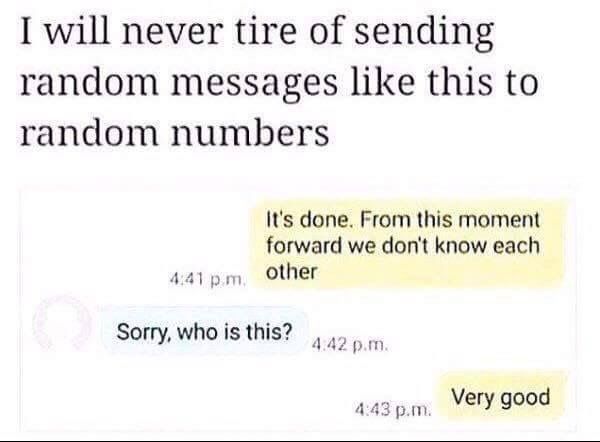 I will never tire of sending
random messages like this to
random numbers
It's done. From this moment
forward we don't know each
other
4:41 p.m.
Sorry, who is this?
4:42 p.m.
Very good
4:43 p.m.